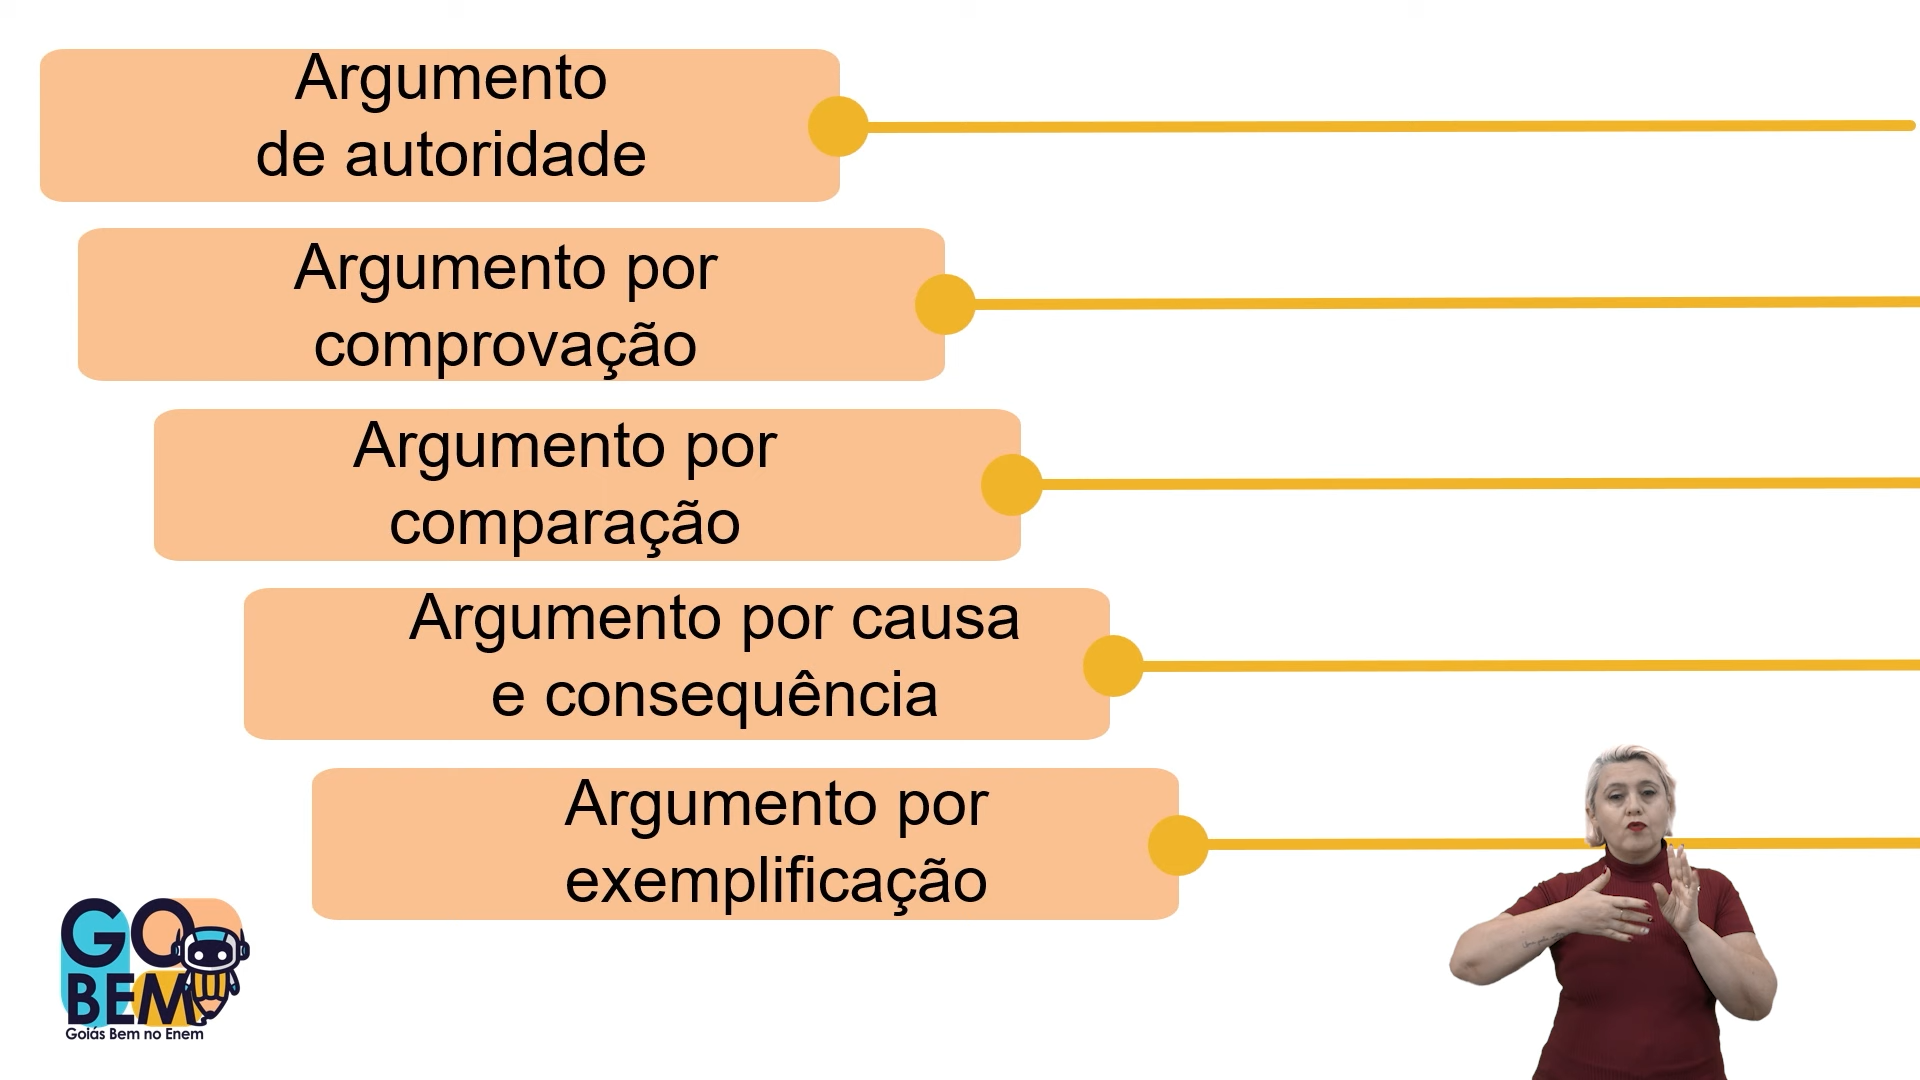 Argumento
de autoridade
Argumento por
comprovação
Argumento por
comparação
Argumento por causa
e consequência
Argumento por
exemplificação
GO
BEM
Goiás Bem no Enem